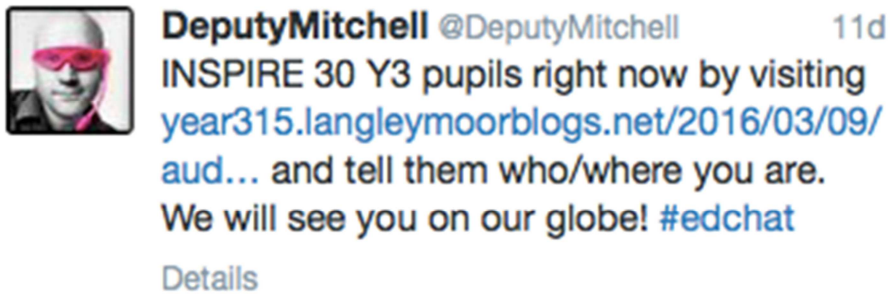 DeputyMitchell @DeputyMitchell 11d
INSPIRE 30 Y3 pupils right now by visiting
year315.langleymoorblogs.net/2016/03/09/
aud... and tell them who/where you are.
We will see you on our globe! #edchat
Details